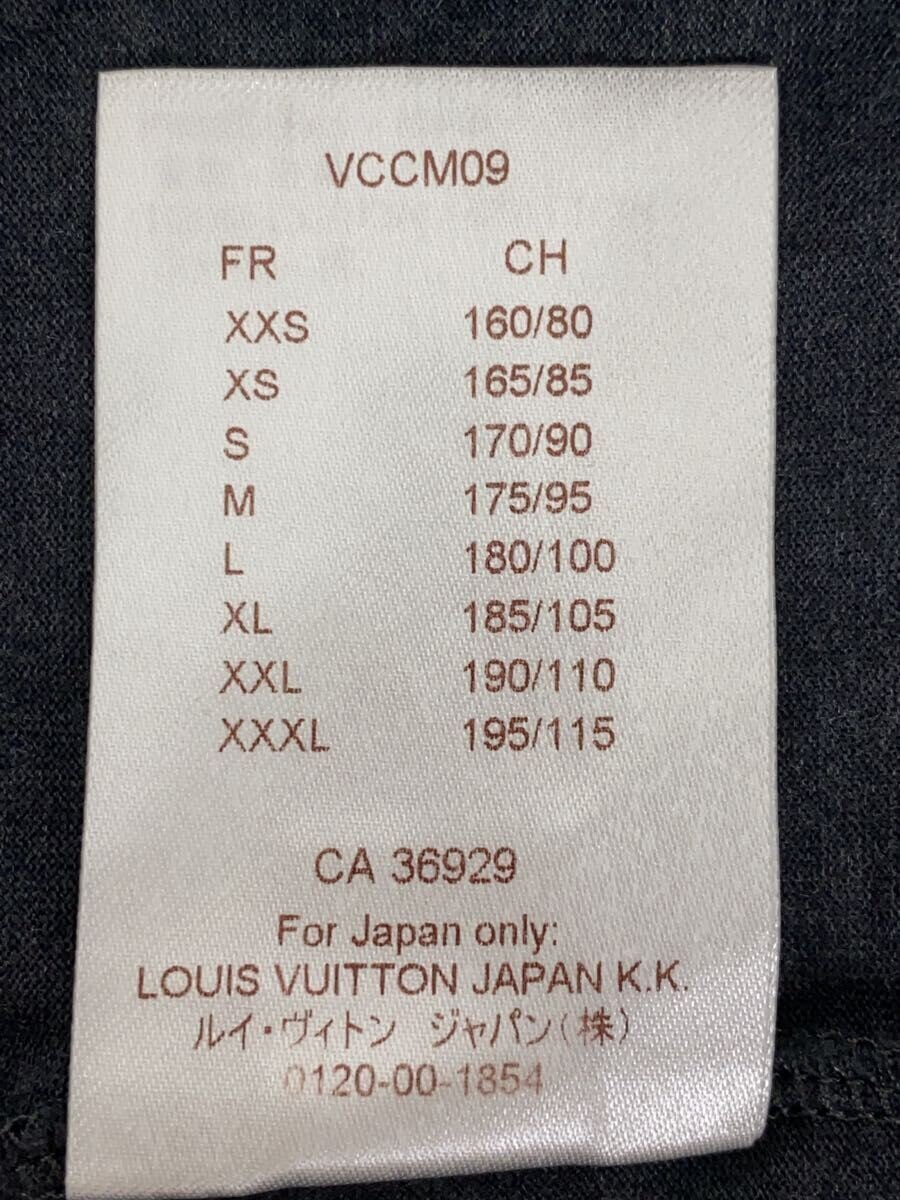 VCCM09
FR CH
XXS 160/80
XS 165/85
S 170/90
M 175/95
L 180/100
XL 185/105
XXL 190/110
XXXL 195/115
CA 36929
For Japan only:
LOUIS VUITTON JAPAN K.K.
ルイ・ヴィトン ジャパン(株)
0120-00-1854